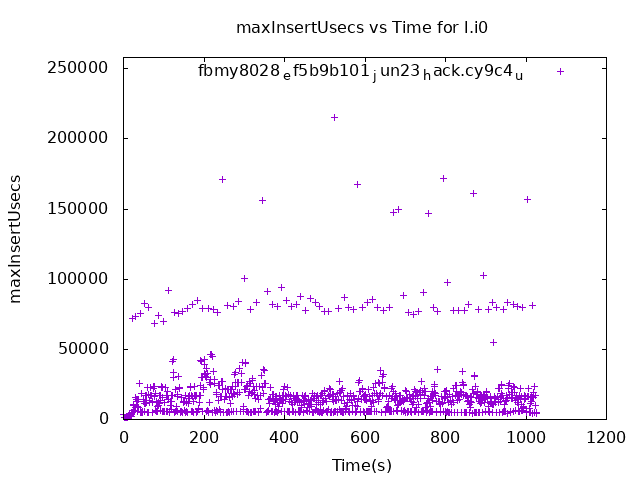 maxInsertUsecs vs Time for l.i0
fbmy8028ef5b9b101jun23hack.cy9c4u
250000
200000
150000
100000
50000
0
maxInsertUsecs
0 200 400 600 800 1000 1200
Time(s)